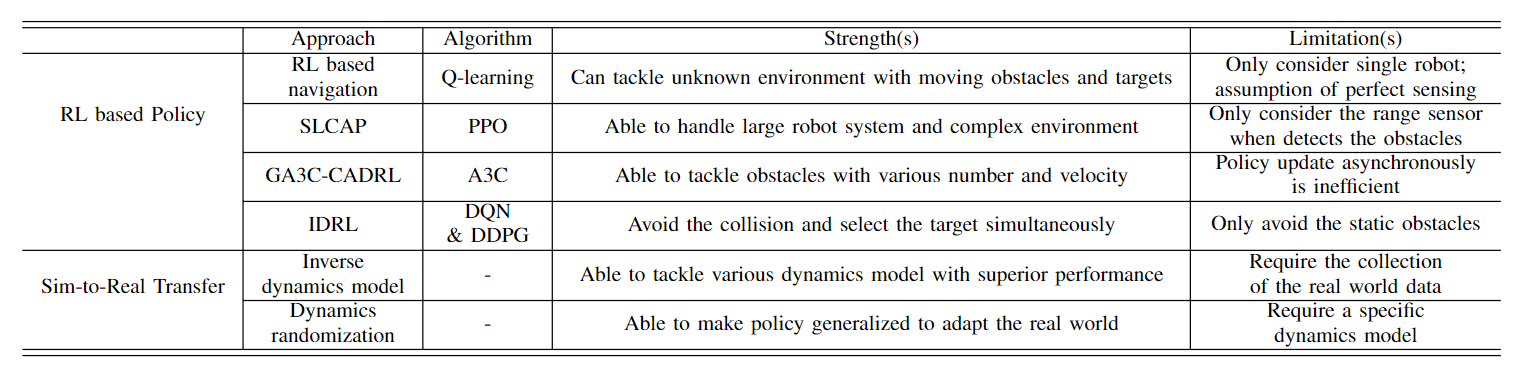 Approach Algorithm Strength(s) Limitation(s)
RL based Policy
RL based
navigation
Q-learning
Can tackle unknown environment with moving obstacles and targets
Only consider single robot;
assumption of perfect sensing
SLCAP
PPO
Able to handle large robot system and complex environment
Only consider the range sensor
when detects the obstacles
GA3C-CADRL
A3C
Able to tackle obstacles with various number and velocity
Policy update asynchronously
is inefficient
IDRL
DQN
& DDPG
Avoid the collision and select the target simultaneously
Only avoid the static obstacles
Sim-to-Real Transfer
Inverse
dynamics model
-
Able to tackle various dynamics model with superior performance
Require the collection
of the real world data
Dynamics
randomization
-
Able to make policy generalized to adapt the real world
Require a specific
dynamics model